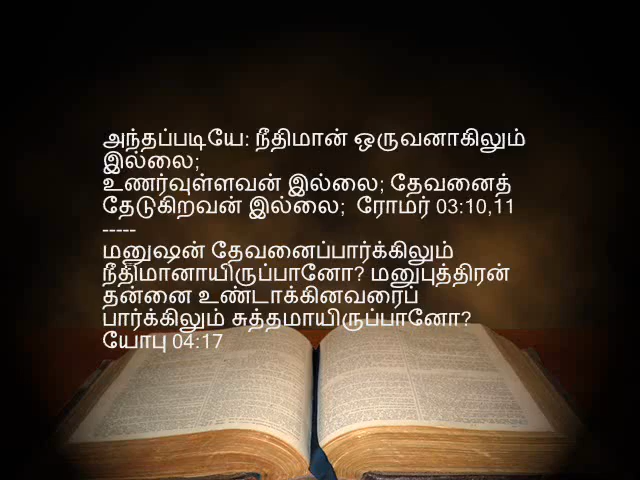 அந்தப்படியே: நீதிமான் ஒருவனாகிலும்
இல்லை;
உணர்வுள்ளவன் இல்லை; தேவனைத்
தேடுகிறவன் இல்லை;  ரோமர் 03:10,11
-----
மனுஷன் தேவனைப்பார்க்கிலும்
நீதிமானாயிருப்பானோ? மனுபுத்திரன்
தன்னை உண்டாக்கினவரைப்
பார்க்கிலும் சுத்தமாயிருப்பானோ?
யோபு 04:17